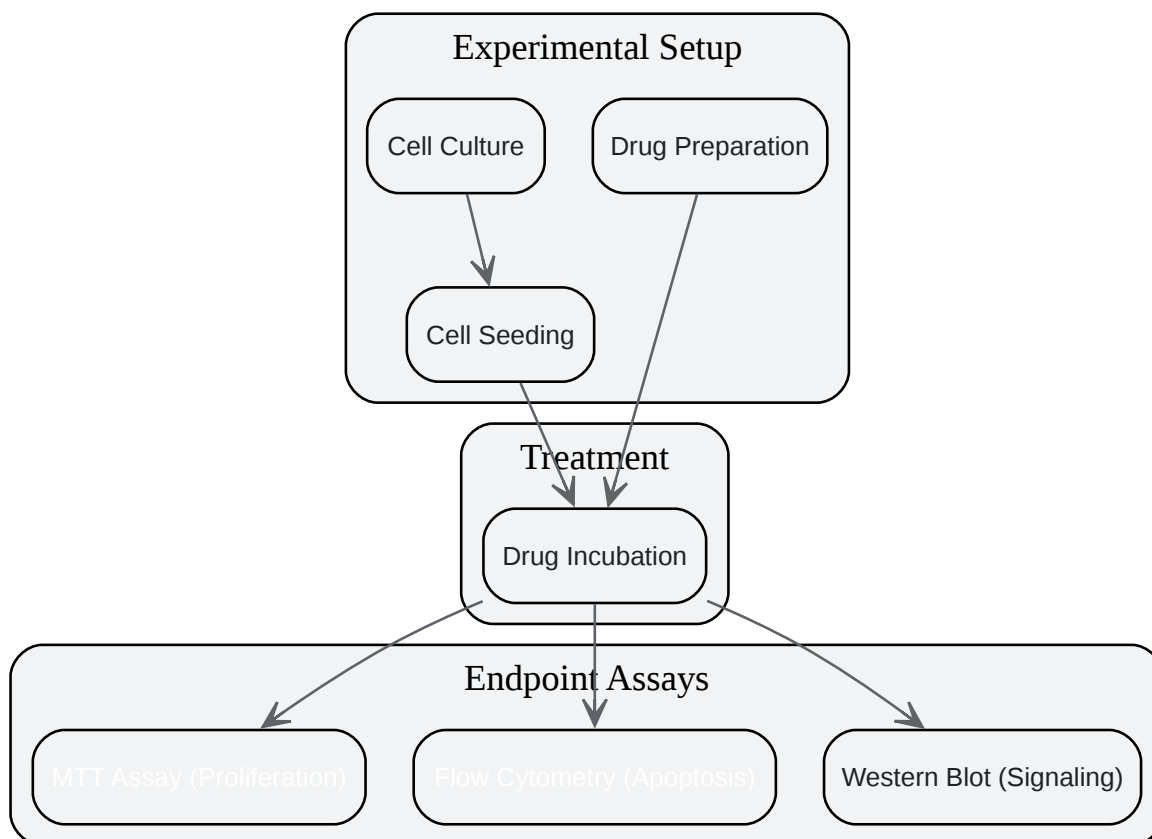 Experimental Setup
Cell Culture
Drug Preparation
Cell Seeding
Treatment
Drug Incubation
Endpoint Assays
MTT Assay (Proliferation)
Flow Cytometry (Apoptosis)
Western Blot (Signaling)